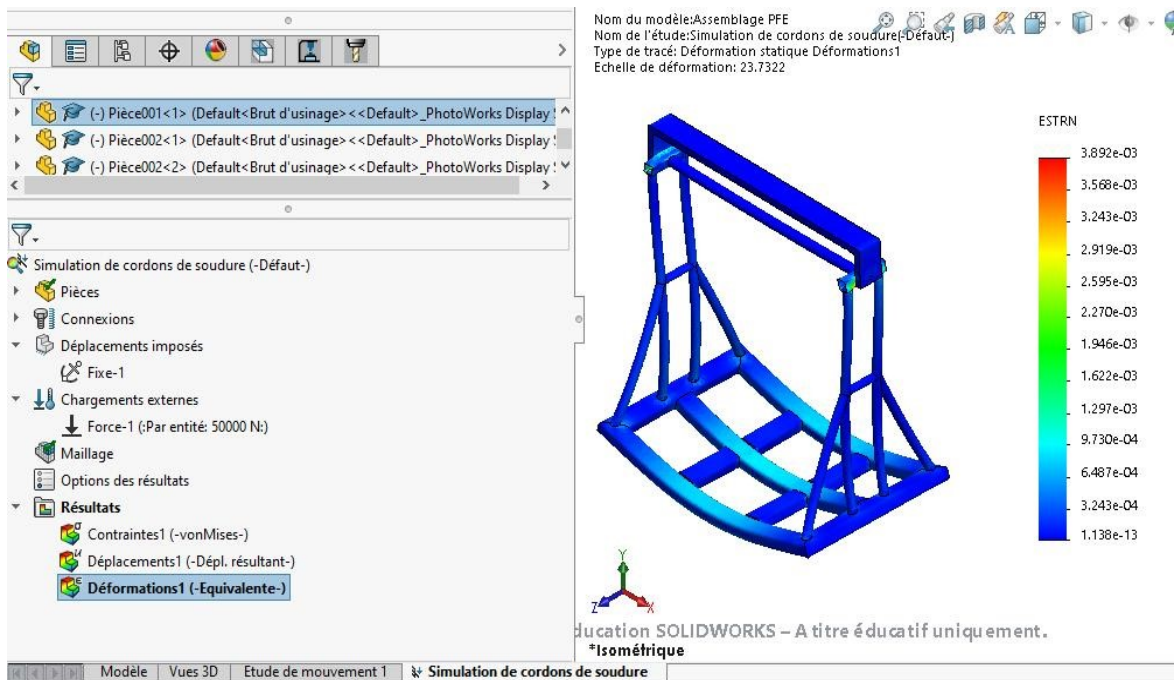 (-) Pièce001<1> (Default<Brut d'usinage><<Default>_PhotoWorks Display
(-) Pièce002<1> (Default<Brut d'usinage><<Default>_PhotoWorks Display
(-) Pièce002<2> (Default<Brut d'usinage><<Default>_PhotoWorks Display
Simulation de cordons de soudure (-Défaut-)
Pièces
Connexions
Déplacements imposés
Fixe-1
Chargements externes
Force-1 (:Par entité: 50000 N:)
Maillage
Options des résultats
Résultats
Contraintes1 (-vonMises-)
Déplacements1 (-Dépl. résultant-)
Déformations1 (-Equivalente-)
Nom du modèle:Assemblage PFE
Nom de l'étude:Simulation de cordons de soudure(-Défaut-)
Type de tracé: Déformation statique Déformations1
Echelle de déformation: 23.7322
ESTRN
3.892e-03
3.568e-03
3.243e-03
2.919e-03
2.595e-03
2.270e-03
1.946e-03
1.622e-03
1.297e-03
9.730e-04
6.487e-04
3.243e-04
1.138e-13
Y
Z
X
ducation SOLIDWORKS – A titre éducatif uniquement.
*Isométrique
Modèle
Vues 3D
Etude de mouvement 1
Simulation de cordons de soudure